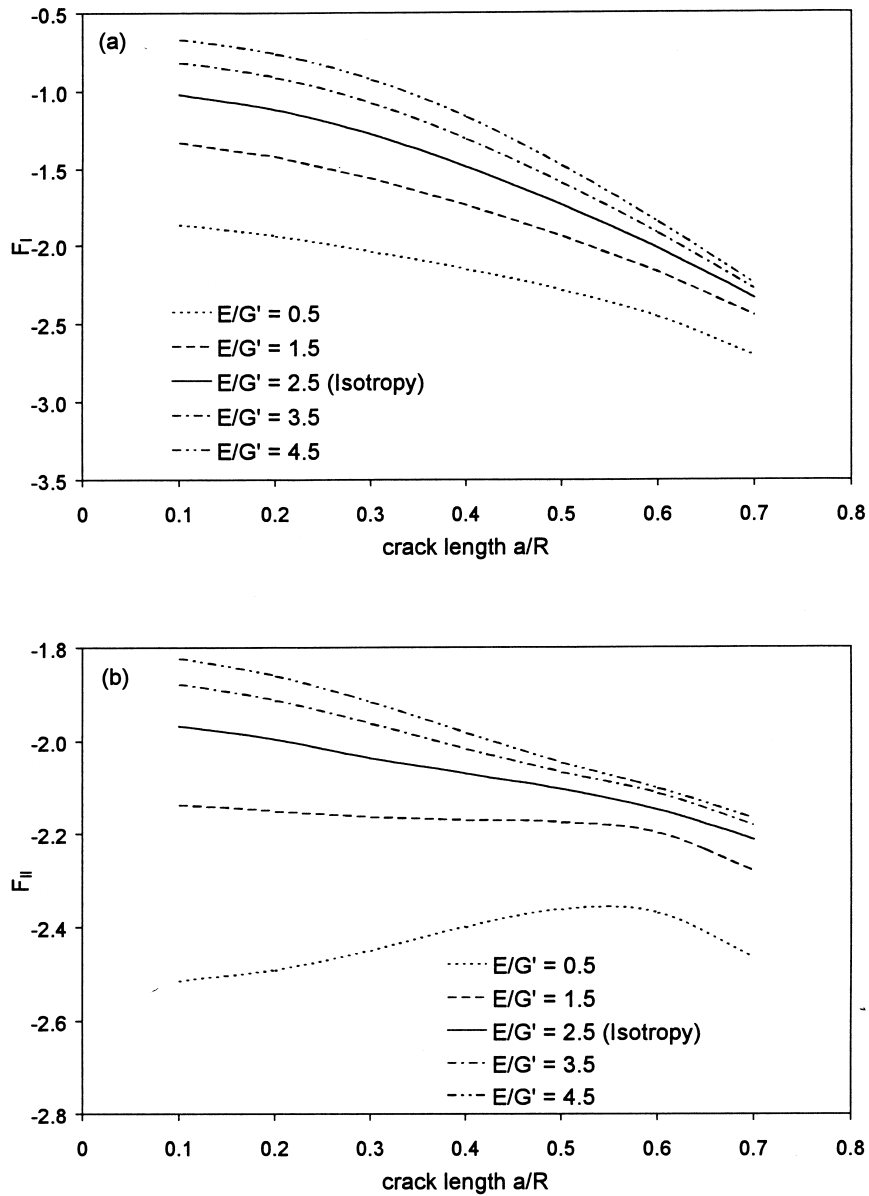 (a)
-0.5
-1.0
-1.5
-2.0
-2.5
-3.0
-3.5
FI
E/G' = 0.5
E/G' = 1.5
E/G' = 2.5 (Isotropy)
E/G' = 3.5
E/G' = 4.5
0 0.1 0.2 0.3 0.4 0.5 0.6 0.7 0.8
crack length a/R
(b)
-1.8
-2.0
-2.2
-2.4
-2.6
-2.8
FII
E/G' = 0.5
E/G' = 1.5
E/G' = 2.5 (Isotropy)
E/G' = 3.5
E/G' = 4.5
0 0.1 0.2 0.3 0.4 0.5 0.6 0.7 0.8
crack length a/R